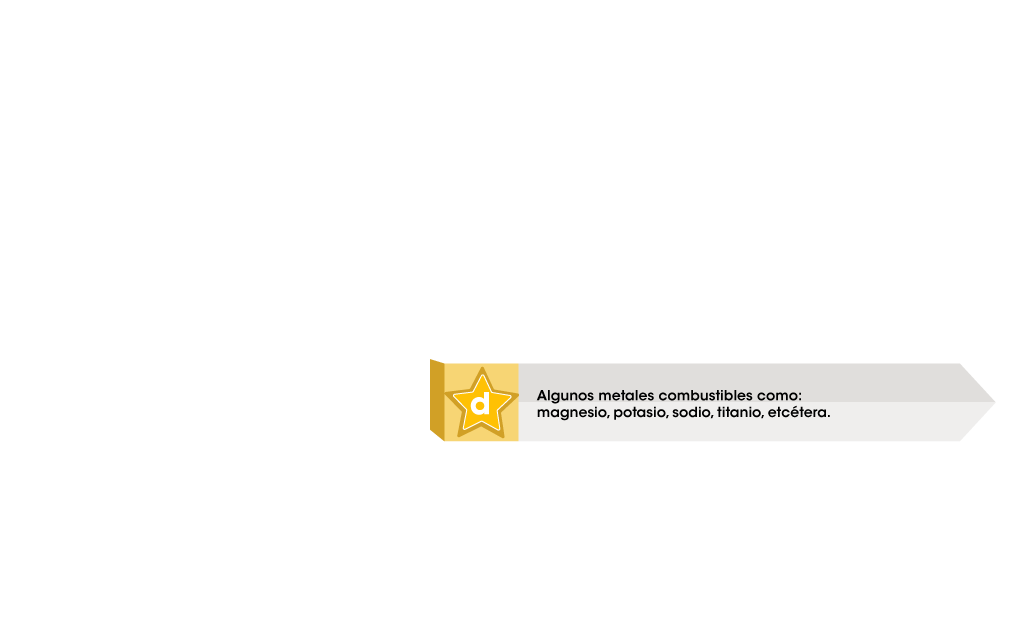 d
Algunos metales combustibles como:
magnesio, potasio, sodio, titanio, etcétera.